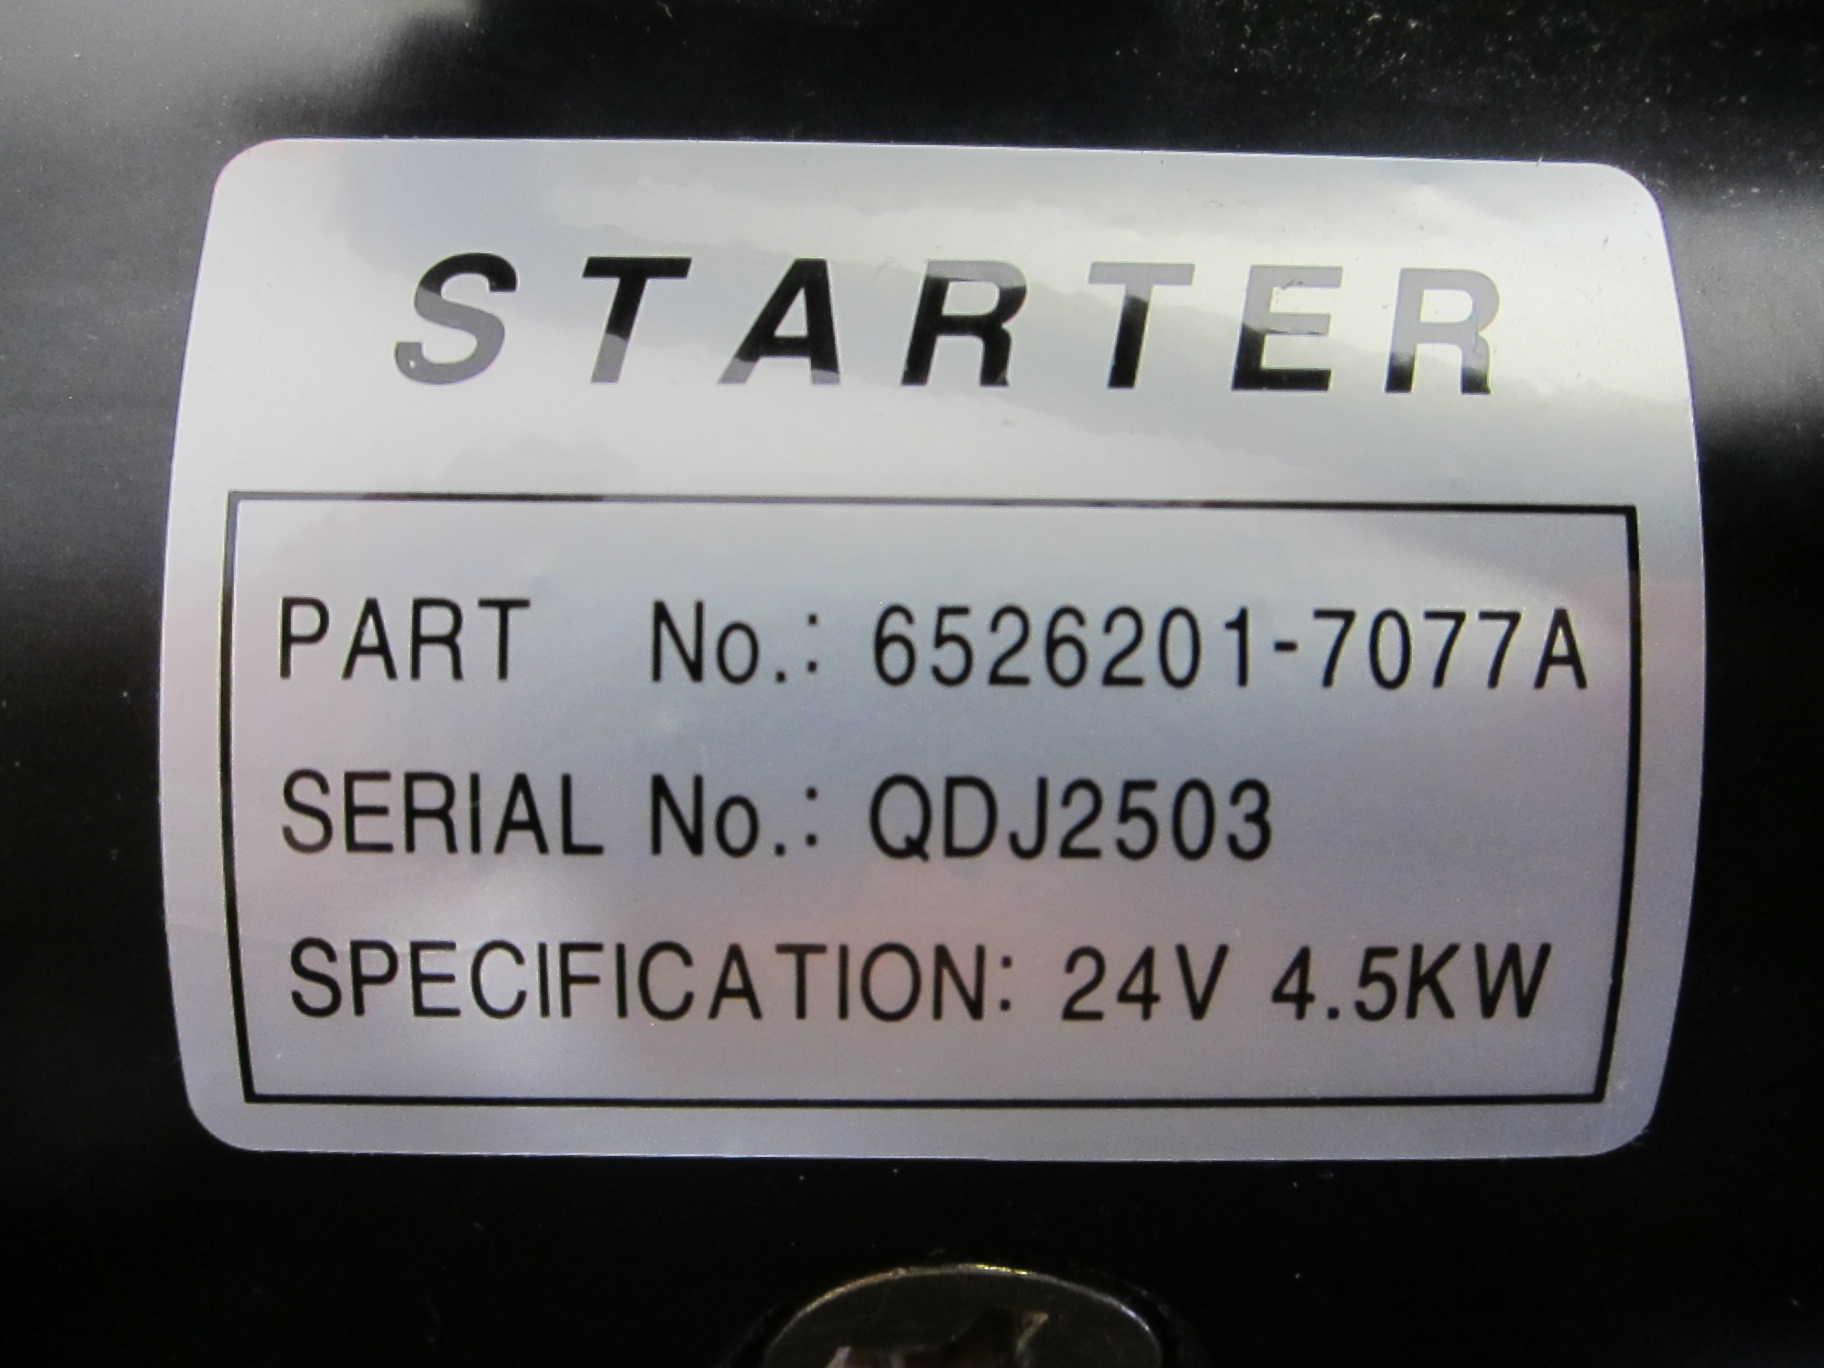 STARTER
PART No.: 6526201-7077A
SERIAL No.: QDJ2503
SPECIFICATION: 24V 4.5KW